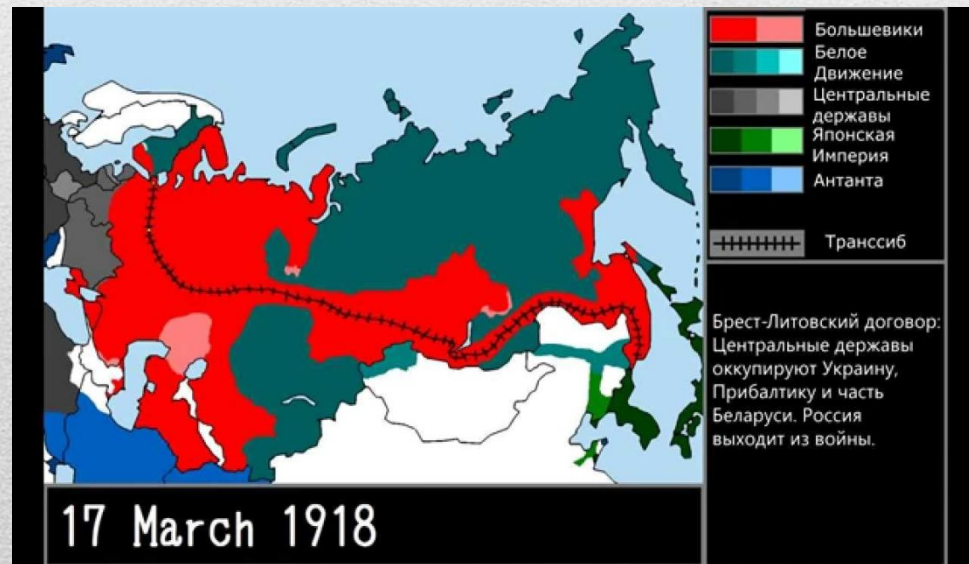 Большевики
Белое
Движение
Центральные
державы
Японская
Империя
Антанта
Транссиб
Брест-Литовский договор:
Центральные державы
оккупируют Украину,
Прибалтику и часть
Беларуси. Россия
выходит из войны.
17 March 1918